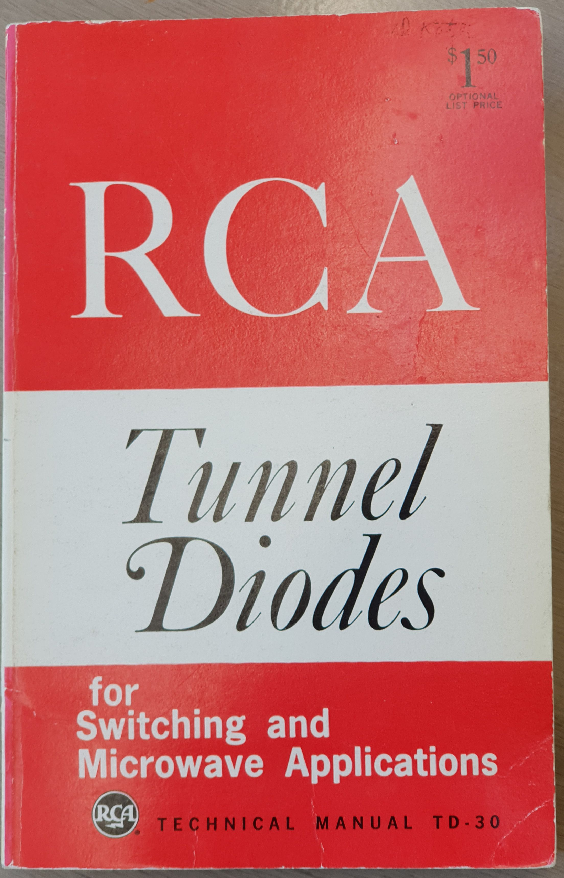 $1 50
OPTIONAL
LIST PRICE
RCA
Tunnel
Diodes
for
Switching and
Microwave Applications
RCA ® TECHNICAL MANUAL TD-30